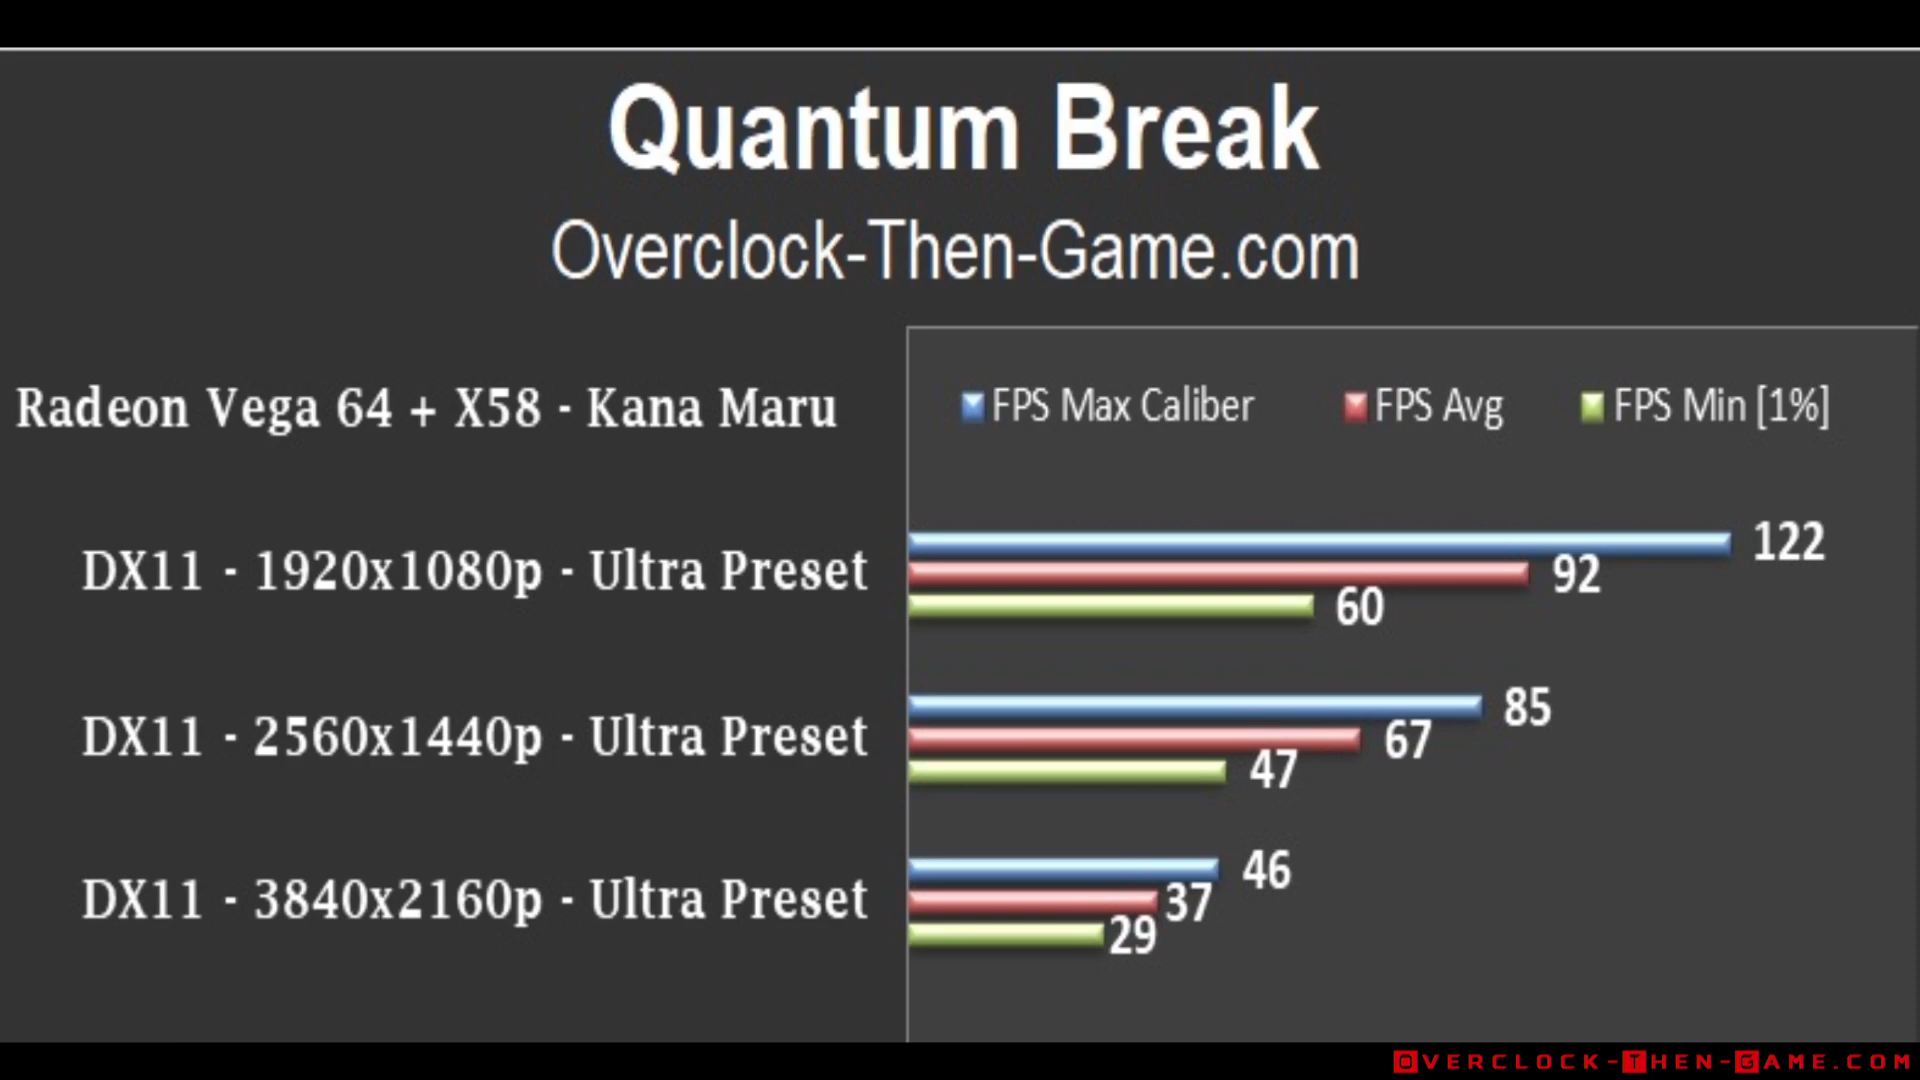 Quantum Break
Overclock-Then-Game.com
Radeon Vega 64 + X58 - Kana Maru
FPS Max Caliber FPS Avg FPS Min [1%]
DX11 - 1920x1080p - Ultra Preset
122
92
60
DX11 - 2560x1440p - Ultra Preset
85
67
47
DX11 - 3840x2160p - Ultra Preset
46
37
29
OVERCLOCK-THEN-GAME.COM